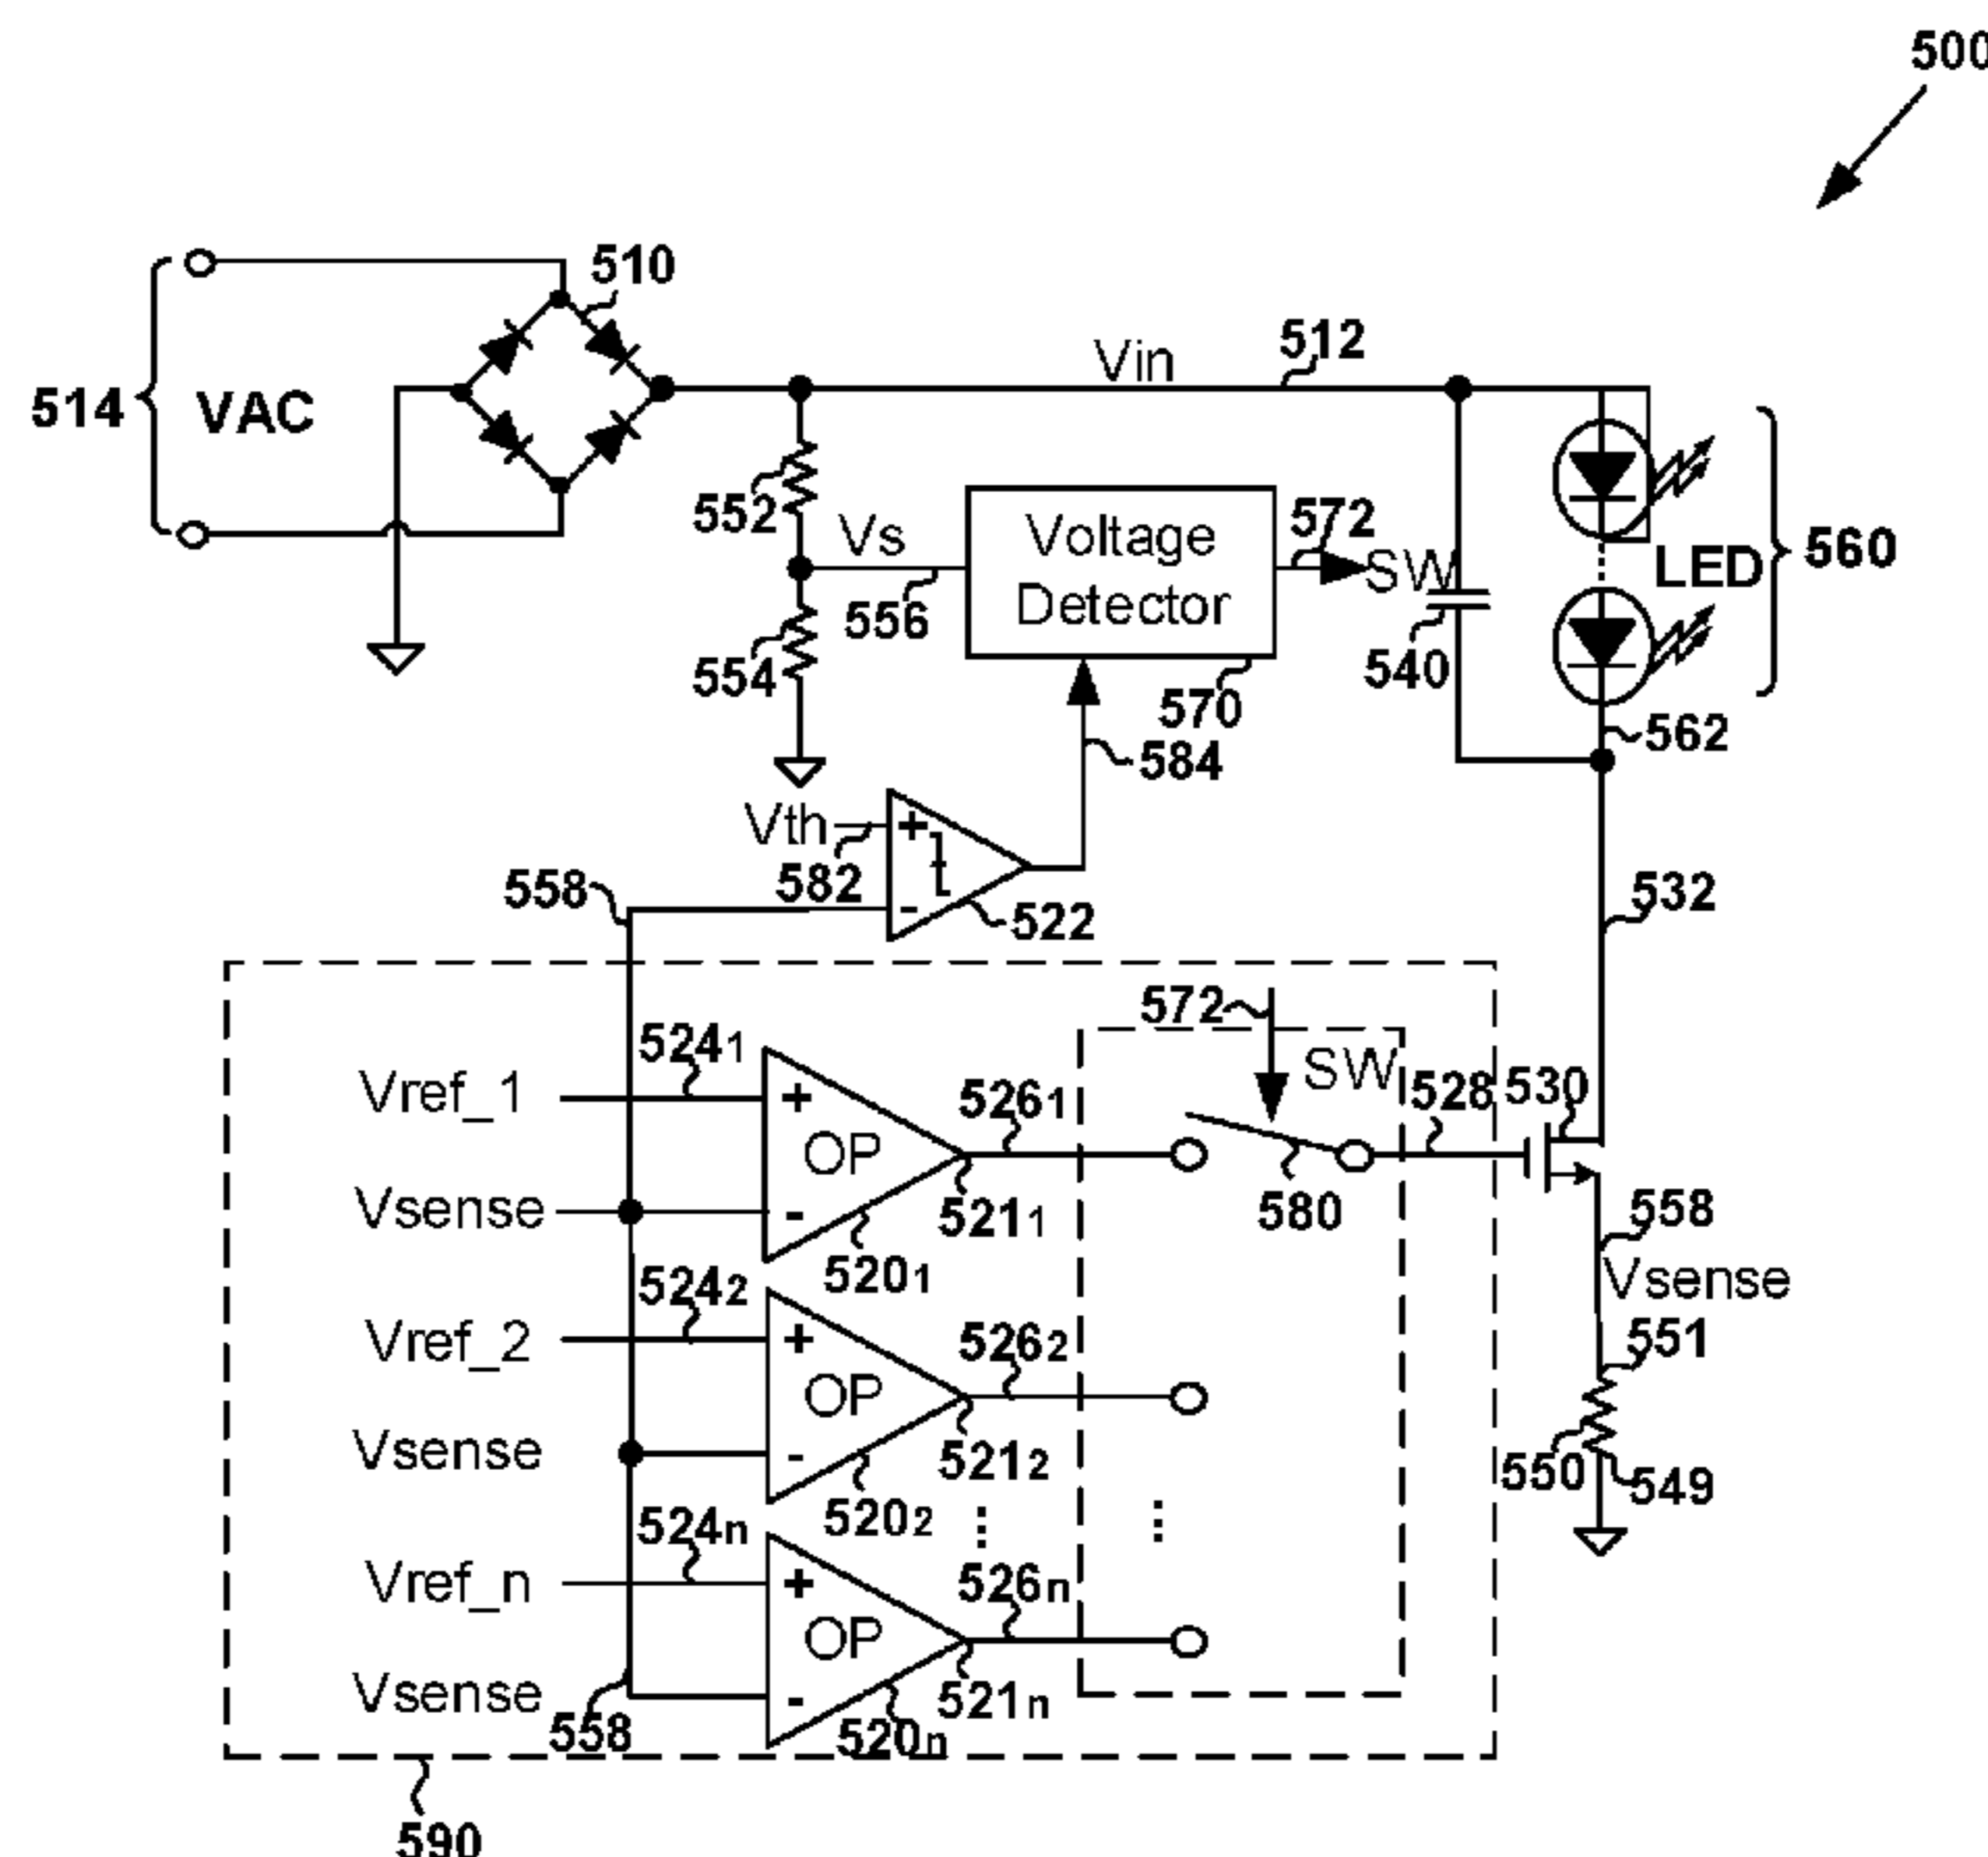 500
510
514
VAC
Vin
512
552
Vs
556
554
Voltage
Detector
572
SW
540
LED
560
570
584
562
Vth
582
558
522
532
572
SW
524₁
Vref_1
OP
526₁
521₁
Vsense
520₁
580
528
530
558
Vsense
551
550
549
524₂
Vref_2
OP
526₂
521₂
Vsense
520₂
524n
Vref_n
OP
526n
521n
Vsense
558
520n
590